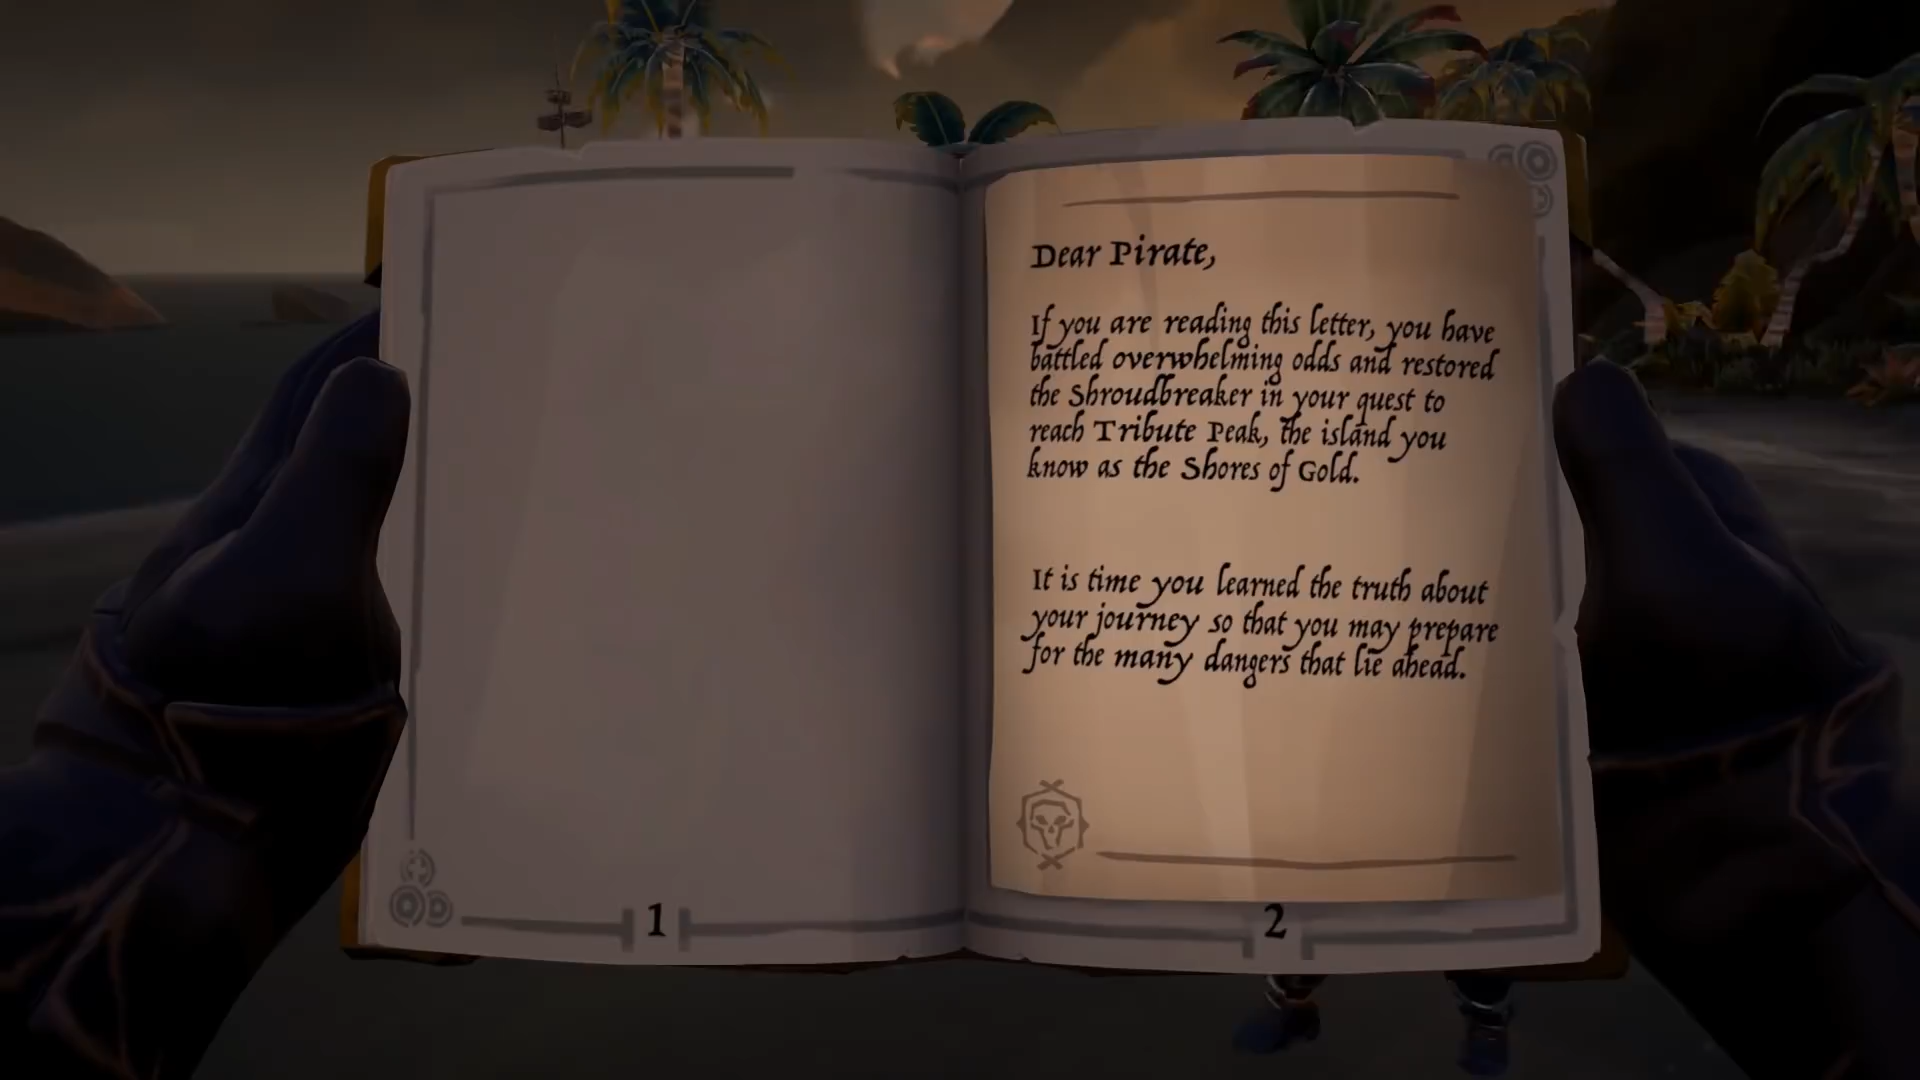 Dear Pirate,
If you are reading this letter, you have
battled overwhelming odds and restored
the Shroudbreaker in your quest to
reach Tribute Peak, the island you
know as the Shores of Gold.
It is time you learned the truth about
your journey so that you may prepare
for the many dangers that lie ahead.
1
2